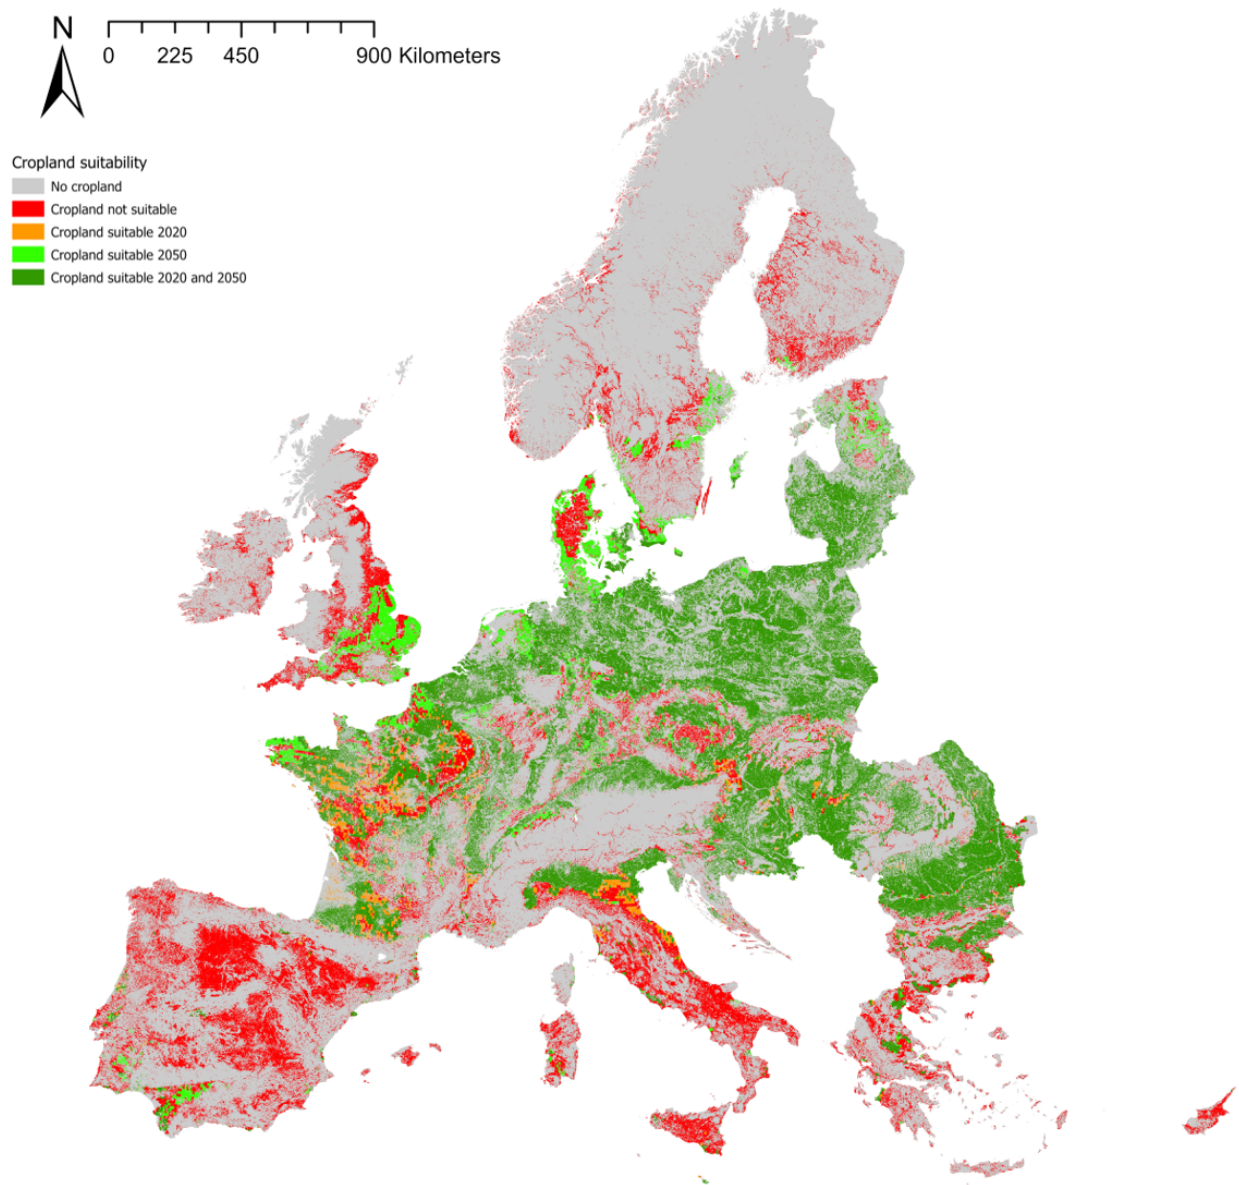 N
0 225 450 900 Kilometers
Cropland suitability
No cropland
Cropland not suitable
Cropland suitable 2020
Cropland suitable 2050
Cropland suitable 2020 and 2050